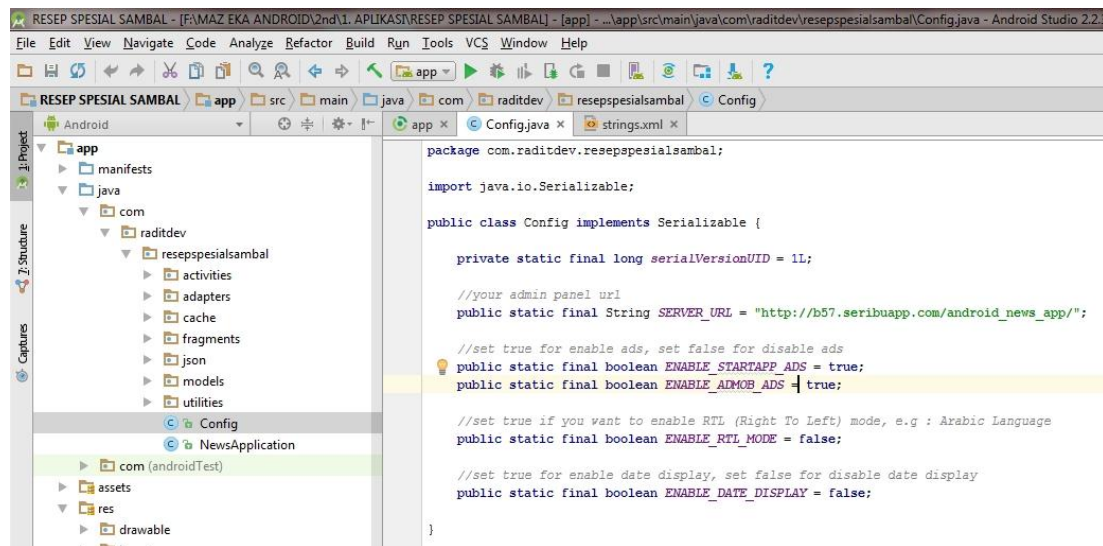 RESEP SPESIAL SAMBAL - [F:\MAZ EKA ANDROID\2nd\1. APLIKASI\RESEP SPESIAL SAMBAL] - [app] - ...\app\src\main\java\com\raditdev\resepspesialsambal\Config.java - Android Studio 2.2.
File Edit View Navigate Code Analyze Refactor Build Run Tools VCS Window Help
app
RESEP SPESIAL SAMBAL app src main java com raditdev resepspesialsambal Config
Android
app Config.java strings.xml
1: Project
7: Structure
Captures
app
manifests
java
com
raditdev
resepspesialsambal
activities
adapters
cache
fragments
json
models
utilities
Config
NewsApplication
com (androidTest)
assets
res
drawable
package com.raditdev.resepspesialsambal;
import java.io.Serializable;
public class Config implements Serializable {
private static final long serialVersionUID = 1L;
//your admin panel url
public static final String SERVER_URL = "http://b57.seribuapp.com/android_news_app/";
//set true for enable ads, set false for disable ads
public static final boolean ENABLE_STARTAPP_ADS = true;
public static final boolean ENABLE_ADMOB_ADS = true;
//set true if you want to enable RTL (Right To Left) mode, e.g : Arabic Language
public static final boolean ENABLE_RTL_MODE = false;
//set true for enable date display, set false for disable date display
public static final boolean ENABLE_DATE_DISPLAY = false;
}